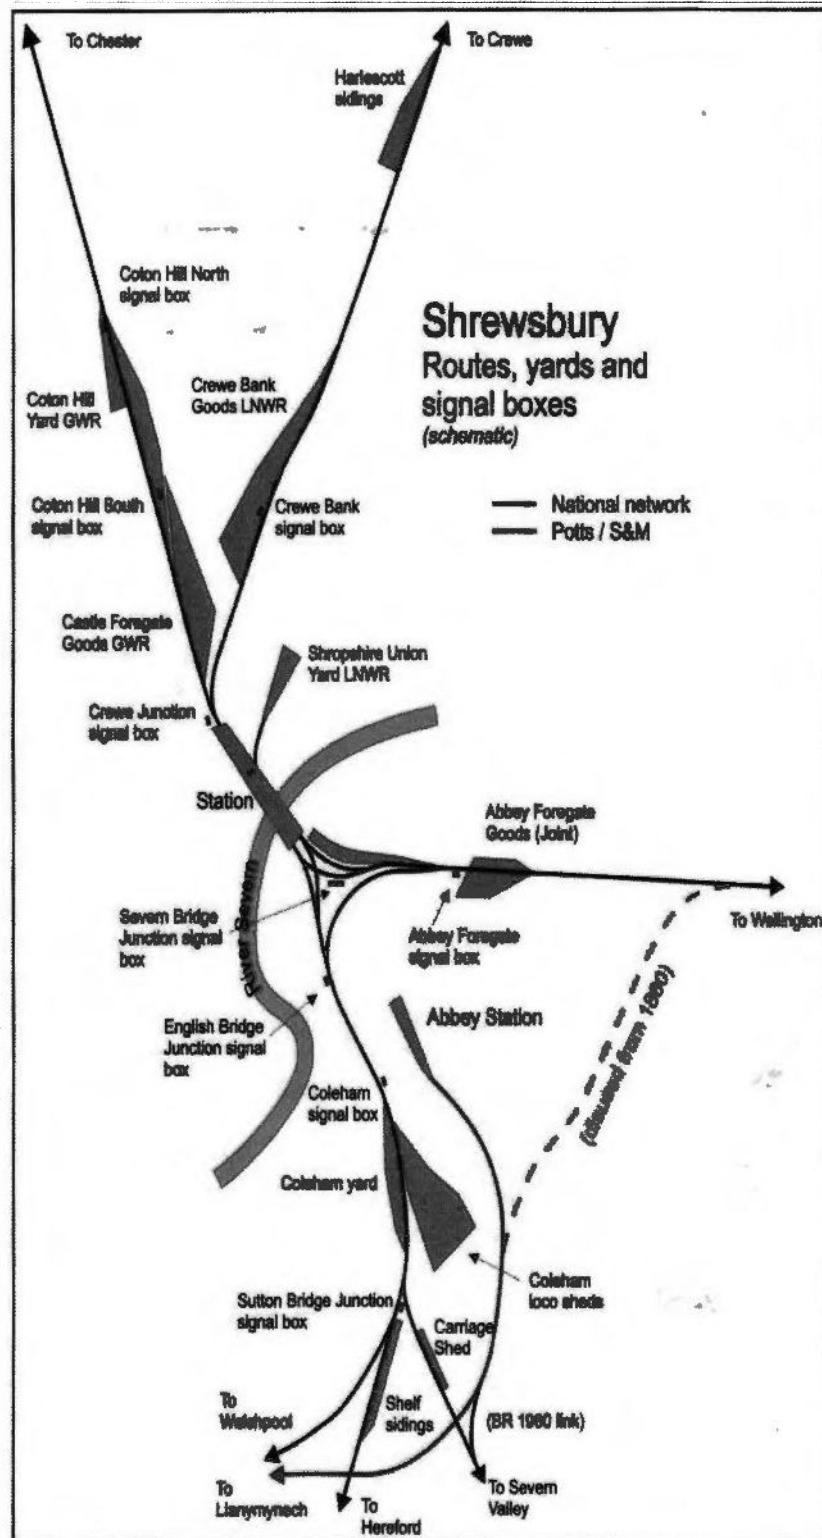 To Chester
To Crewe
Harlescott
sidings
Coton Hill North
signal box
Shrewsbury
Routes, yards and
signal boxes
(schematic)
Crewe Bank
Goods LNWR
Coton Hill
Yard GWR
National network
Potts / S&M
Coton Hill South
signal box
Crewe Bank
signal box
Castle Foregate
Goods GWR
Shropshire Union
Yard LNWR
Crewe Junction
signal box
Station
Abbey Foregate
Goods (Joint)
River Severn
Severn Bridge
Junction signal
box
Abbey Foregate
signal box
To Wellington
English Bridge
Junction signal
box
Abbey Station
(disused from 1880)
Coleham
signal box
Coleham yard
Coleham
loco sheds
Sutton Bridge Junction
signal box
Carriage
Shed
To
Welshpool
Shelf
sidings
(BR 1960 link)
To
Llanymynech
To
Hereford
To Severn
Valley